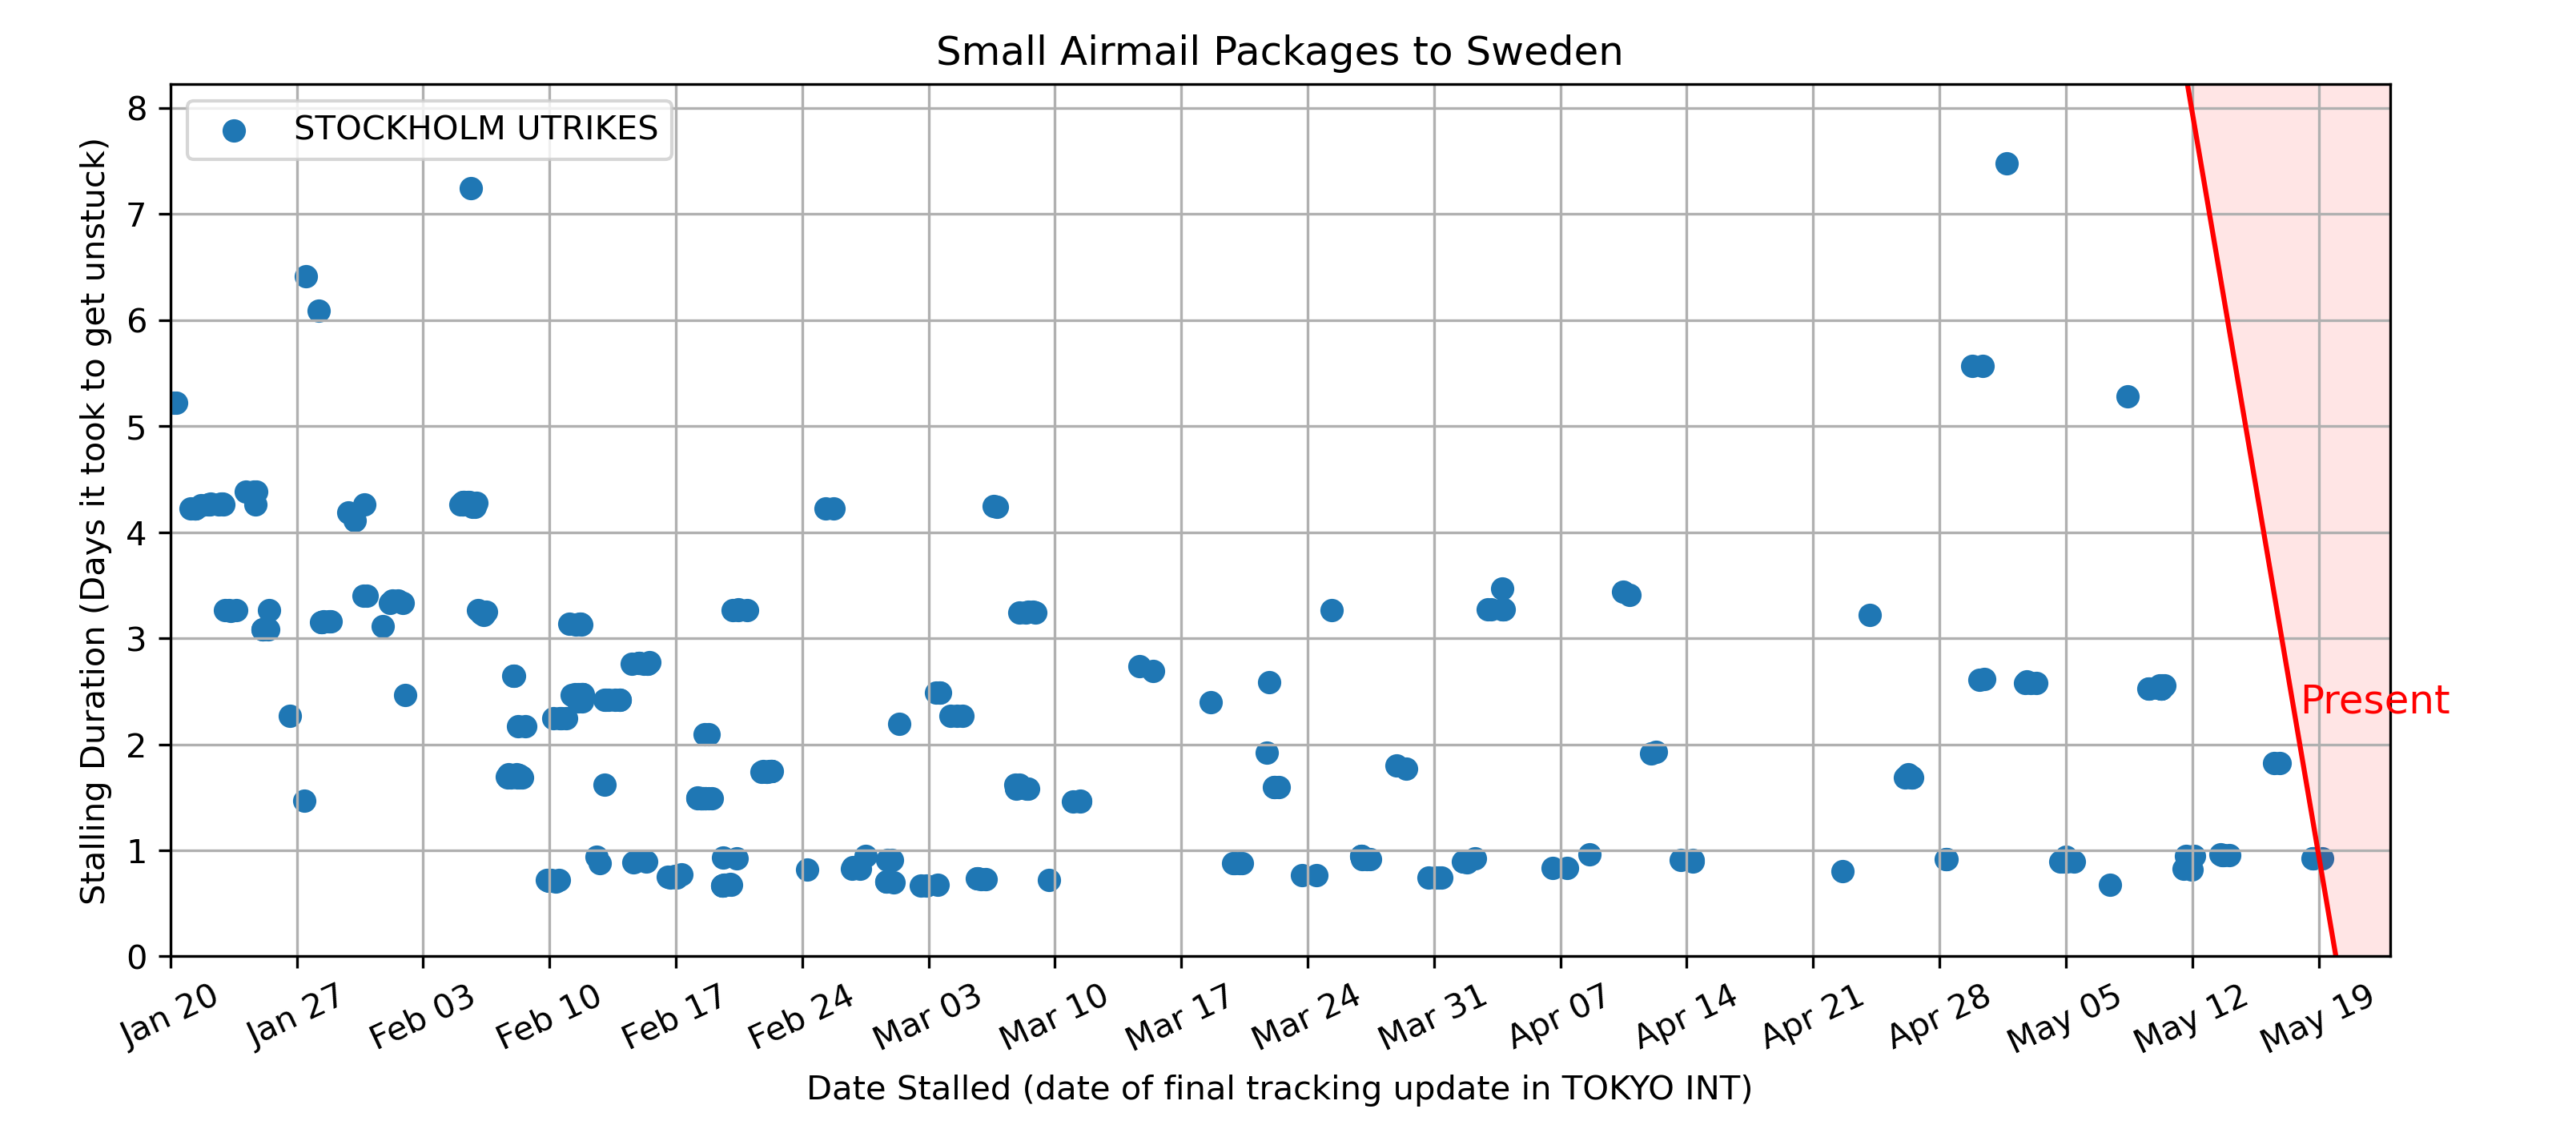 Small Airmail Packages to Sweden
STOCKHOLM UTRIKES
Stalling Duration (Days it took to get unstuck)
8
7
6
5
4
3
2
1
0
Present
Jan 20 Jan 27 Feb 03 Feb 10 Feb 17 Feb 24 Mar 03 Mar 10 Mar 17 Mar 24 Mar 31 Apr 07 Apr 14 Apr 21 Apr 28 May 05 May 12 May 19
Date Stalled (date of final tracking update in TOKYO INT)